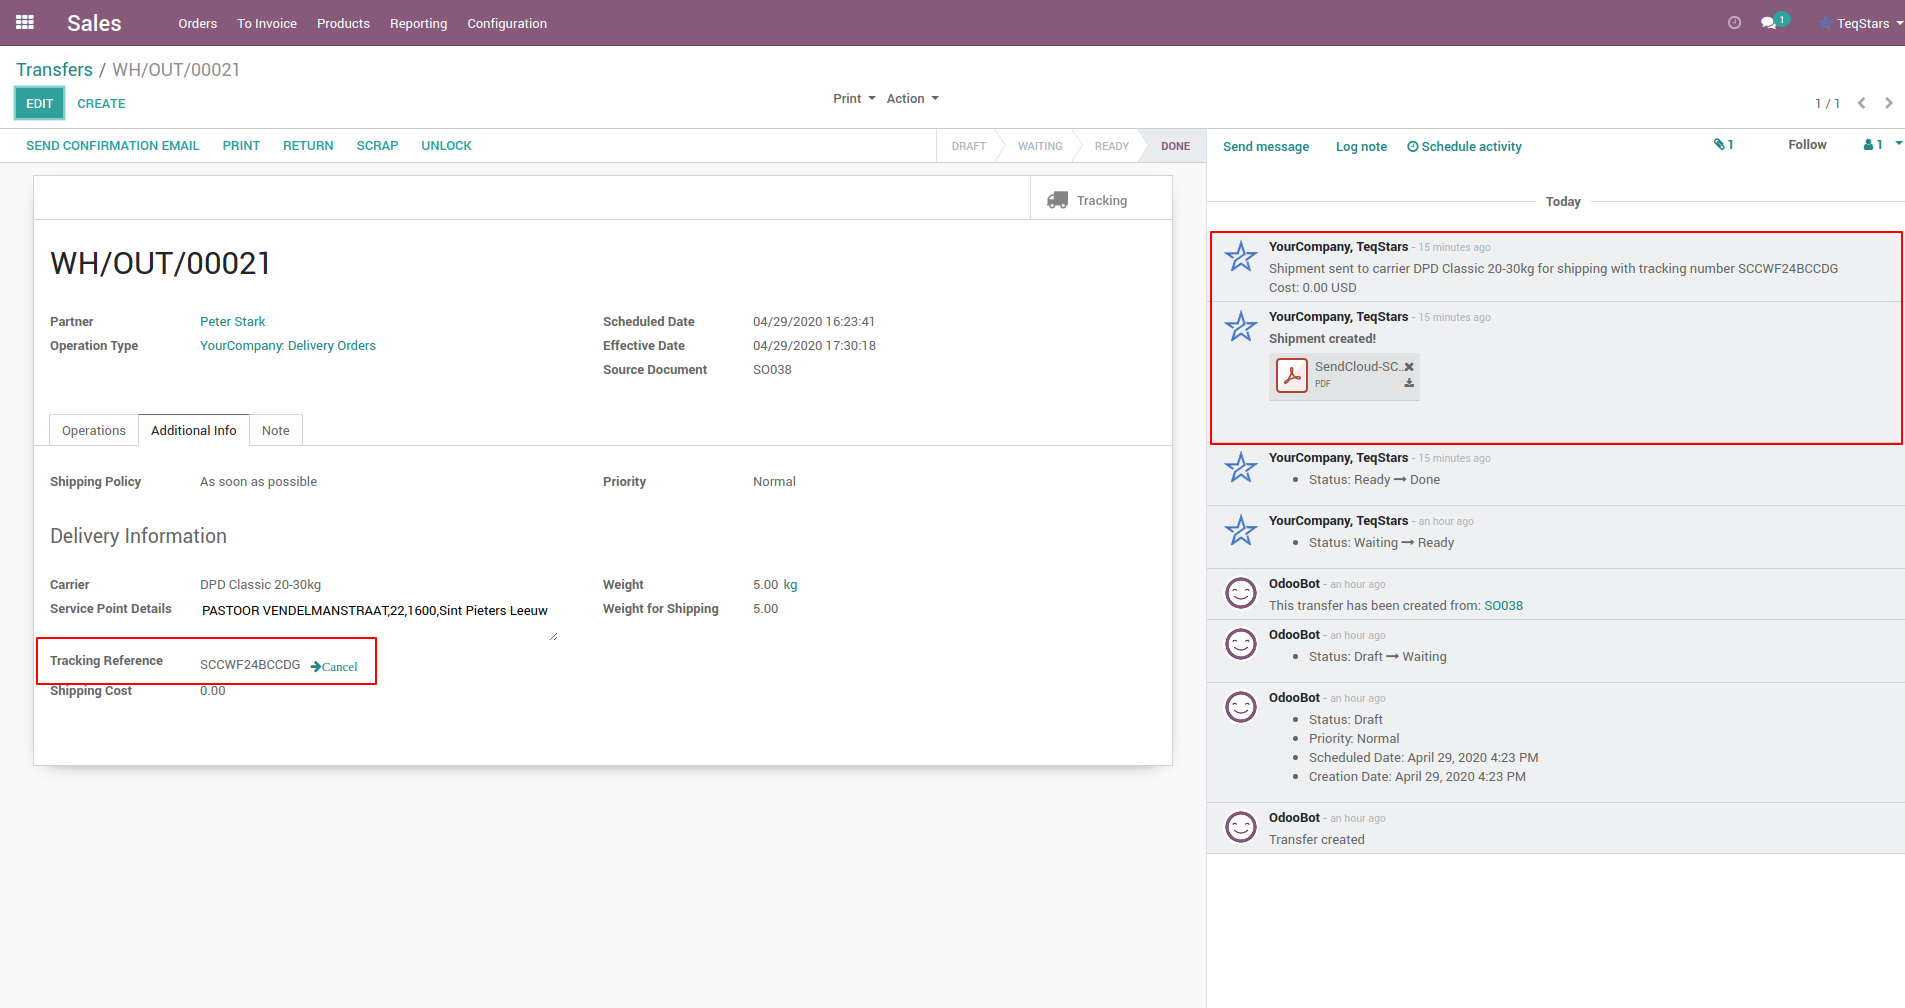 Sales Orders To Invoice Products Reporting Configuration 1 TeqStars
Transfers / WH/OUT/00021
EDIT CREATE Print Action 1 / 1
SEND CONFIRMATION EMAIL PRINT RETURN SCRAP UNLOCK DRAFT WAITING READY DONE
Tracking
WH/OUT/00021
Partner Peter Stark
Operation Type YourCompany: Delivery Orders
Scheduled Date 04/29/2020 16:23:41
Effective Date 04/29/2020 17:30:18
Source Document SO038
Operations Additional Info Note
Shipping Policy As soon as possible
Priority Normal
Delivery Information
Carrier DPD Classic 20-30kg
Service Point Details PASTOOR VENDELMANSTRAAT,22,1600,Sint Pieters Leeuw
Tracking Reference SCCWF24BCCDG Cancel
Shipping Cost 0.00
Weight 5.00 kg
Weight for Shipping 5.00
Send message Log note Schedule activity 1 Follow 1
Today
YourCompany, TeqStars - 15 minutes ago
Shipment sent to carrier DPD Classic 20-30kg for shipping with tracking number SCCWF24BCCDG
Cost: 0.00 USD
YourCompany, TeqStars - 15 minutes ago
Shipment created!
SendCloud-SC...
PDF
YourCompany, TeqStars - 15 minutes ago
• Status: Ready → Done
YourCompany, TeqStars - an hour ago
• Status: Waiting → Ready
OdooBot - an hour ago
This transfer has been created from: SO038
OdooBot - an hour ago
• Status: Draft → Waiting
OdooBot - an hour ago
• Status: Draft
• Priority: Normal
• Scheduled Date: April 29, 2020 4:23 PM
• Creation Date: April 29, 2020 4:23 PM
OdooBot - an hour ago
Transfer created